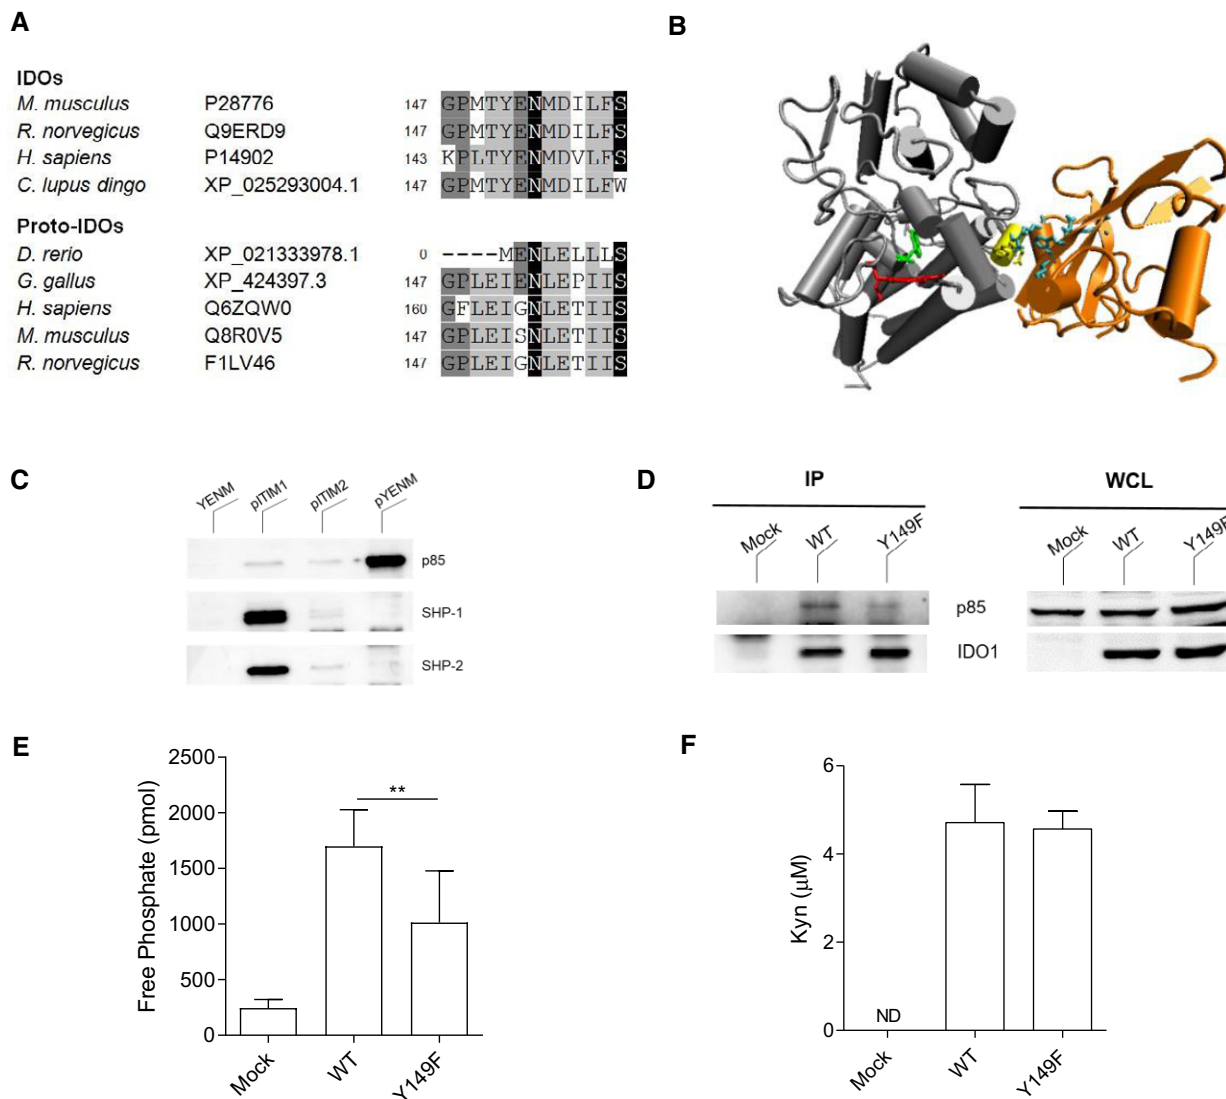 A
IDOs
M. musculus P28776 147 GPMTYENMDILFS
R. norvegicus Q9ERD9 147 GPMTYENMDILFS
H. sapiens P14902 143 KPLTYENMDVLFS
C. lupus dingo XP_025293004.1 147 GPMTYENMDILFW
Proto-IDOs
D. rerio XP_021333978.1 0 ----MENLELLLS
G. gallus XP_424397.3 147 GPLEIENLEPIIS
H. sapiens Q6ZQW0 160 GFLEIGNLETIIS
M. musculus Q8R0V5 147 GPLEISNLETIIS
R. norvegicus F1LV46 147 GPLEIGNLETIIS
B
C
YENM pITIM1 pITIM2 pYENM
p85
SHP-1
SHP-2
D
IP WCL
Mock WT Y149F Mock WT Y149F
p85
IDO1
E
Free Phosphate (pmol)
2500
2000
1500
1000
500
0
**
Mock WT Y149F
F
Kyn (μM)
6
4
2
0
ND
Mock WT Y149F